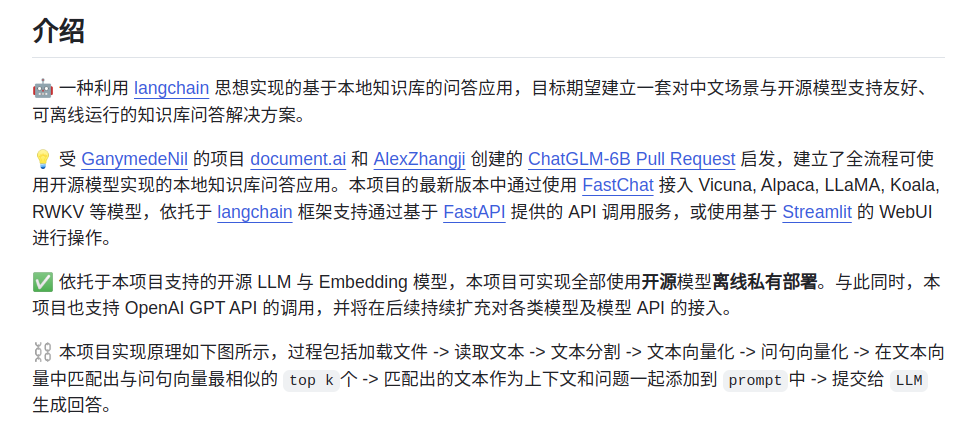 介绍
🤖 一种利用 langchain 思想实现的基于本地知识库的问答应用，目标期望建立一套对中文场景与开源模型支持友好、
可离线运行的知识库问答解决方案。
💡 受 GanymedeNil 的项目 document.ai 和 AlexZhangji 创建的 ChatGLM-6B Pull Request 启发，建立了全流程可使
用开源模型实现的本地知识库问答应用。本项目的最新版本中通过使用 FastChat 接入 Vicuna, Alpaca, LLaMA, Koala,
RWKV 等模型，依托于 langchain 框架支持通过基于 FastAPI 提供的 API 调用服务，或使用基于 Streamlit 的 WebUI
进行操作。
✅ 依托于本项目支持的开源 LLM 与 Embedding 模型，本项目可实现全部使用开源模型离线私有部署。与此同时，本
项目也支持 OpenAI GPT API 的调用，并将在后续持续扩充对各类模型及模型 API 的接入。
⛓️ 本项目实现原理如下图所示，过程包括加载文件 -> 读取文本 -> 文本分割 -> 文本向量化 -> 问句向量化 -> 在文本向
量中匹配出与问句向量最相似的 top k个 -> 匹配出的文本作为上下文和问题一起添加到 prompt中 -> 提交给 LLM
生成回答。